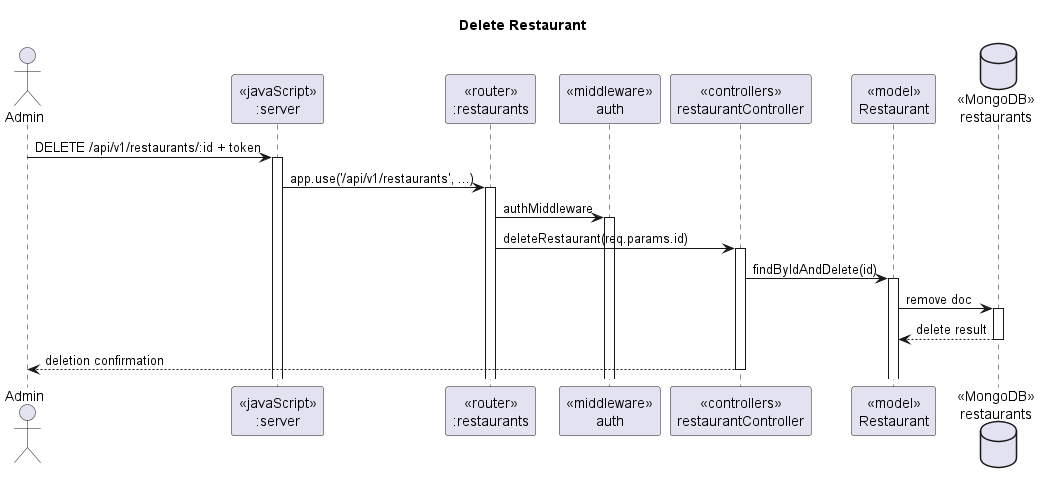 Delete Restaurant
Admin
«javaScript»
:server
«router»
:restaurants
«middleware»
auth
«controllers»
restaurantController
«model»
Restaurant
«MongoDB»
restaurants
DELETE /api/v1/restaurants/:id + token
app.use('/api/v1/restaurants', ...)
authMiddleware
deleteRestaurant(req.params.id)
findByIdAndDelete(id)
remove doc
delete result
deletion confirmation
Admin
«javaScript»
:server
«router»
:restaurants
«middleware»
auth
«controllers»
restaurantController
«model»
Restaurant
«MongoDB»
restaurants